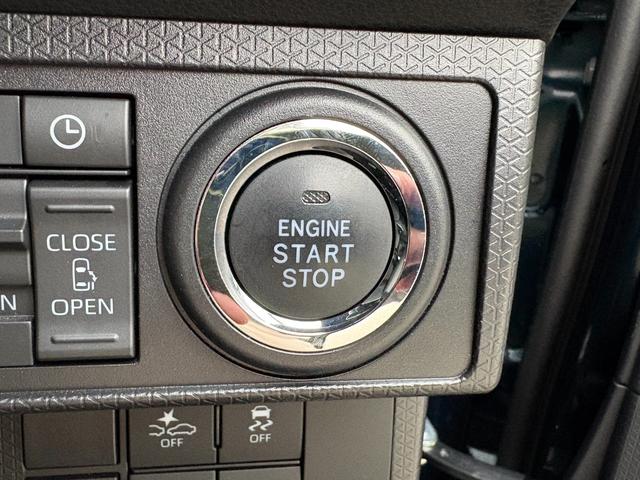 ENGINE
START
STOP
CLOSE
OPEN
N
OFF
OFF